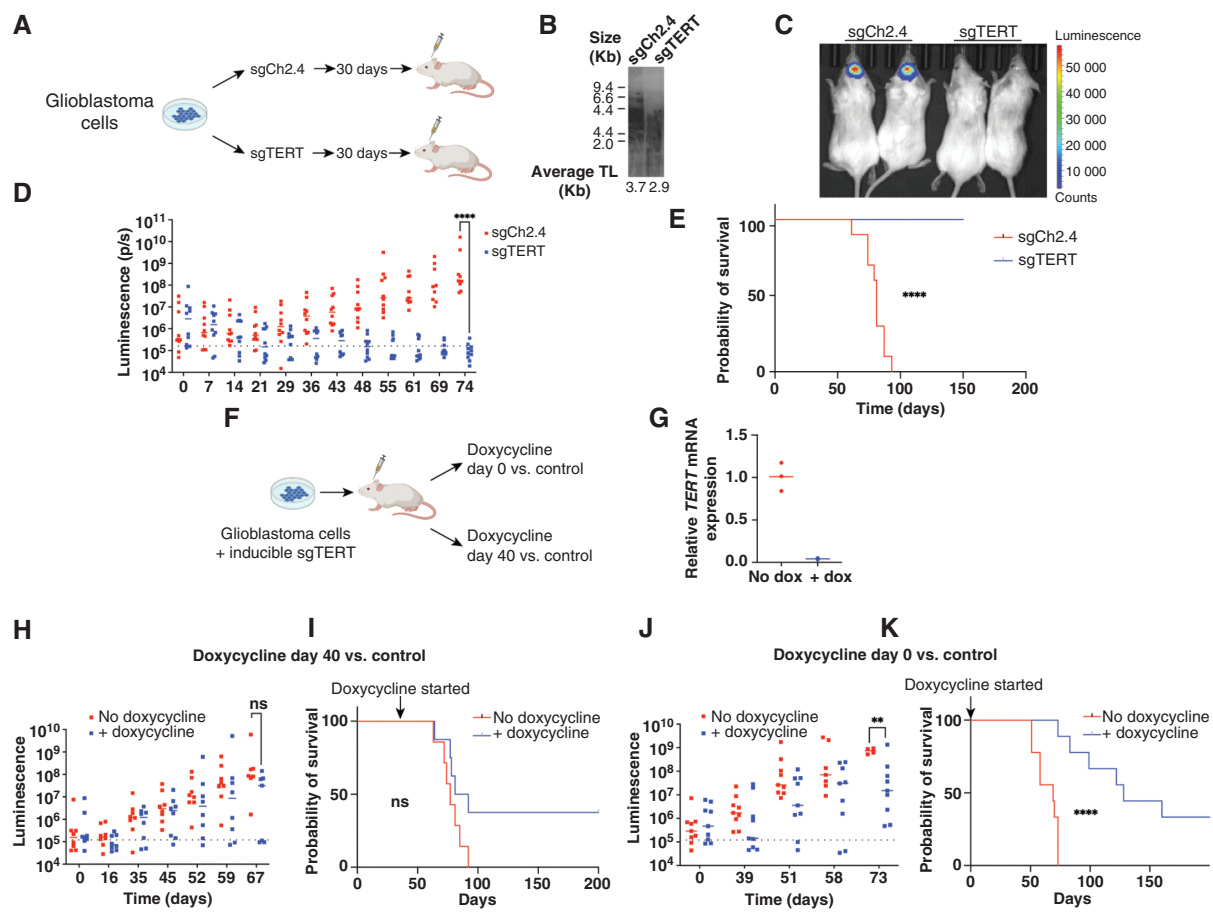 A
Glioblastoma
cells
sgCh2.4
30 days
sgTERT
30 days
B
Size
(Kb)
sgCh2.4
sgTERT
9.4
6.6
4.4
4.4
2.0
Average TL
(Kb)
3.7 2.9
C
sgCh2.4
sgTERT
Luminescence
50 000
40 000
30 000
20 000
10 000
Counts
D
Luminescence (p/s)
10^11
10^10
10^9
10^8
10^7
10^6
10^5
10^4
0 7 14 21 29 36 43 48 55 61 69 74
****
sgCh2.4
sgTERT
E
Probability of survival
100
50
0
0 50 100 150 200
Time (days)
****
sgCh2.4
sgTERT
F
Glioblastoma cells
+ inducible sgTERT
Doxycycline
day 0 vs. control
Doxycycline
day 40 vs. control
G
Relative TERT mRNA
expression
1.5
1.0
0.5
0.0
No dox + dox
H
I
Doxycycline day 40 vs. control
No doxycycline
+ doxycycline
ns
Luminescence
10^10
10^9
10^8
10^7
10^6
10^5
10^4
0 16 35 45 52 59 67
Time (days)
Doxycycline started
No doxycycline
+ doxycycline
Probability of survival
100
50
0
ns
0 50 100 150 200
Days
J
K
Doxycycline day 0 vs. control
No doxycycline
+ doxycycline
**
Luminescence
10^10
10^9
10^8
10^7
10^6
10^5
10^4
0 39 51 58 73
Time (days)
Doxycycline started
No doxycycline
+ doxycycline
Probability of survival
100
50
0
****
0 50 100 150
Days